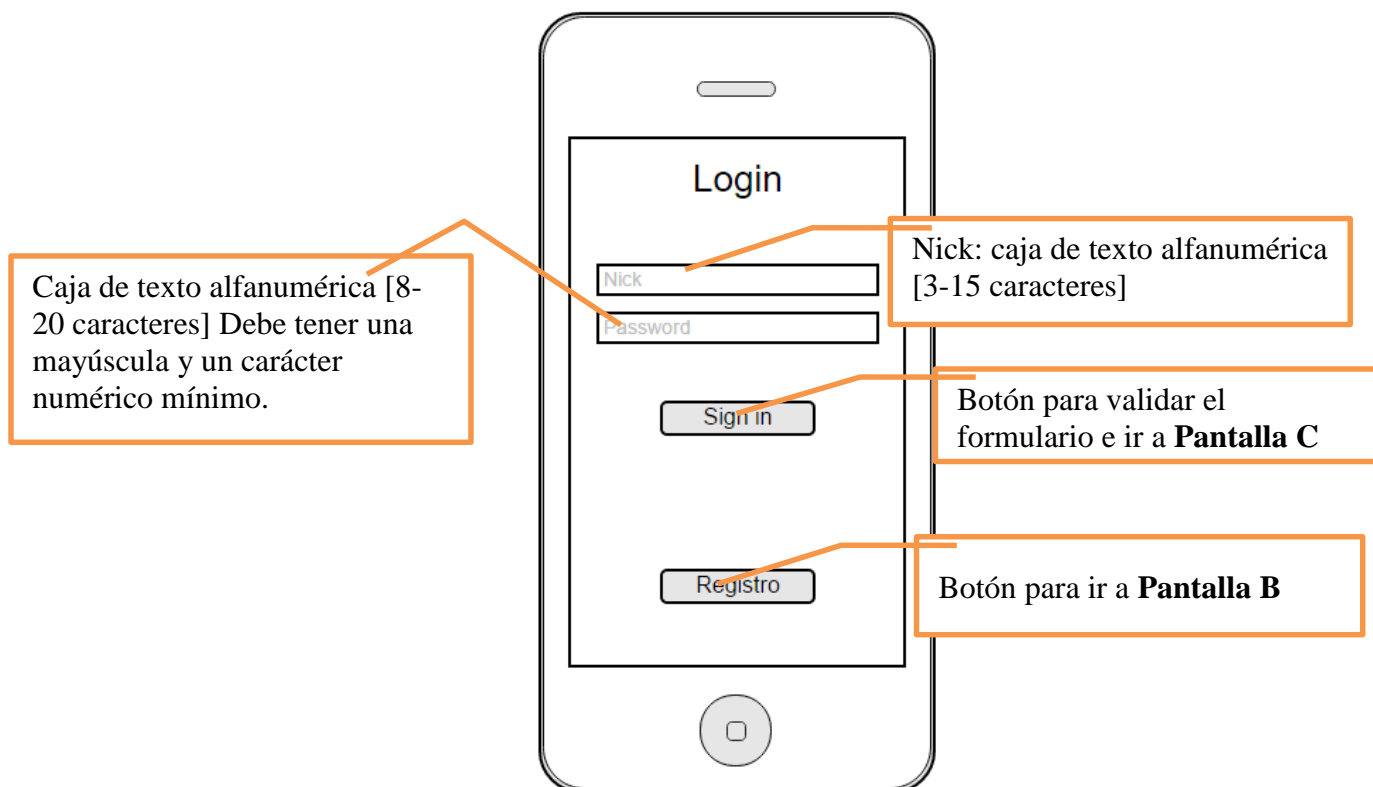 Login
Nick: caja de texto alfanumérica
[3-15 caracteres]
Nick
Caja de texto alfanumérica [8-
20 caracteres] Debe tener una
mayúscula y un carácter
numérico mínimo.
Password
Sign in
Botón para validar el
formulario e ir a Pantalla C
Registro
Botón para ir a Pantalla B